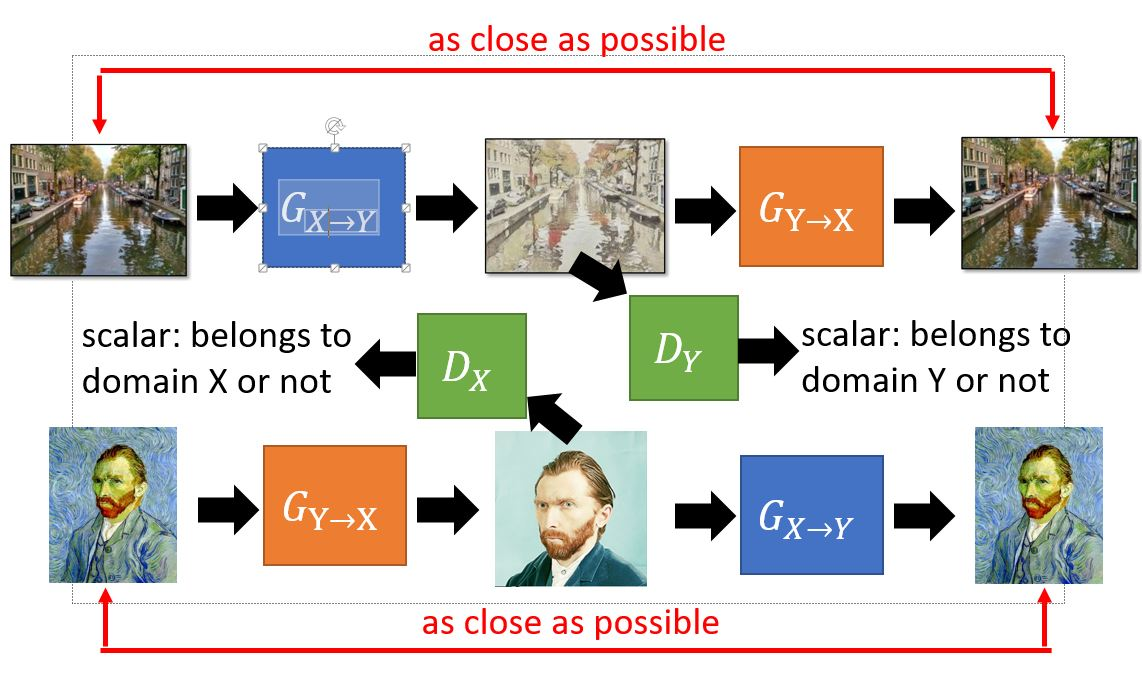 as close as possible
G_{X→Y}
G_{Y→X}
scalar: belongs to
domain X or not
D_X
D_Y
scalar: belongs to
domain Y or not
G_{Y→X}
G_{X→Y}
as close as possible